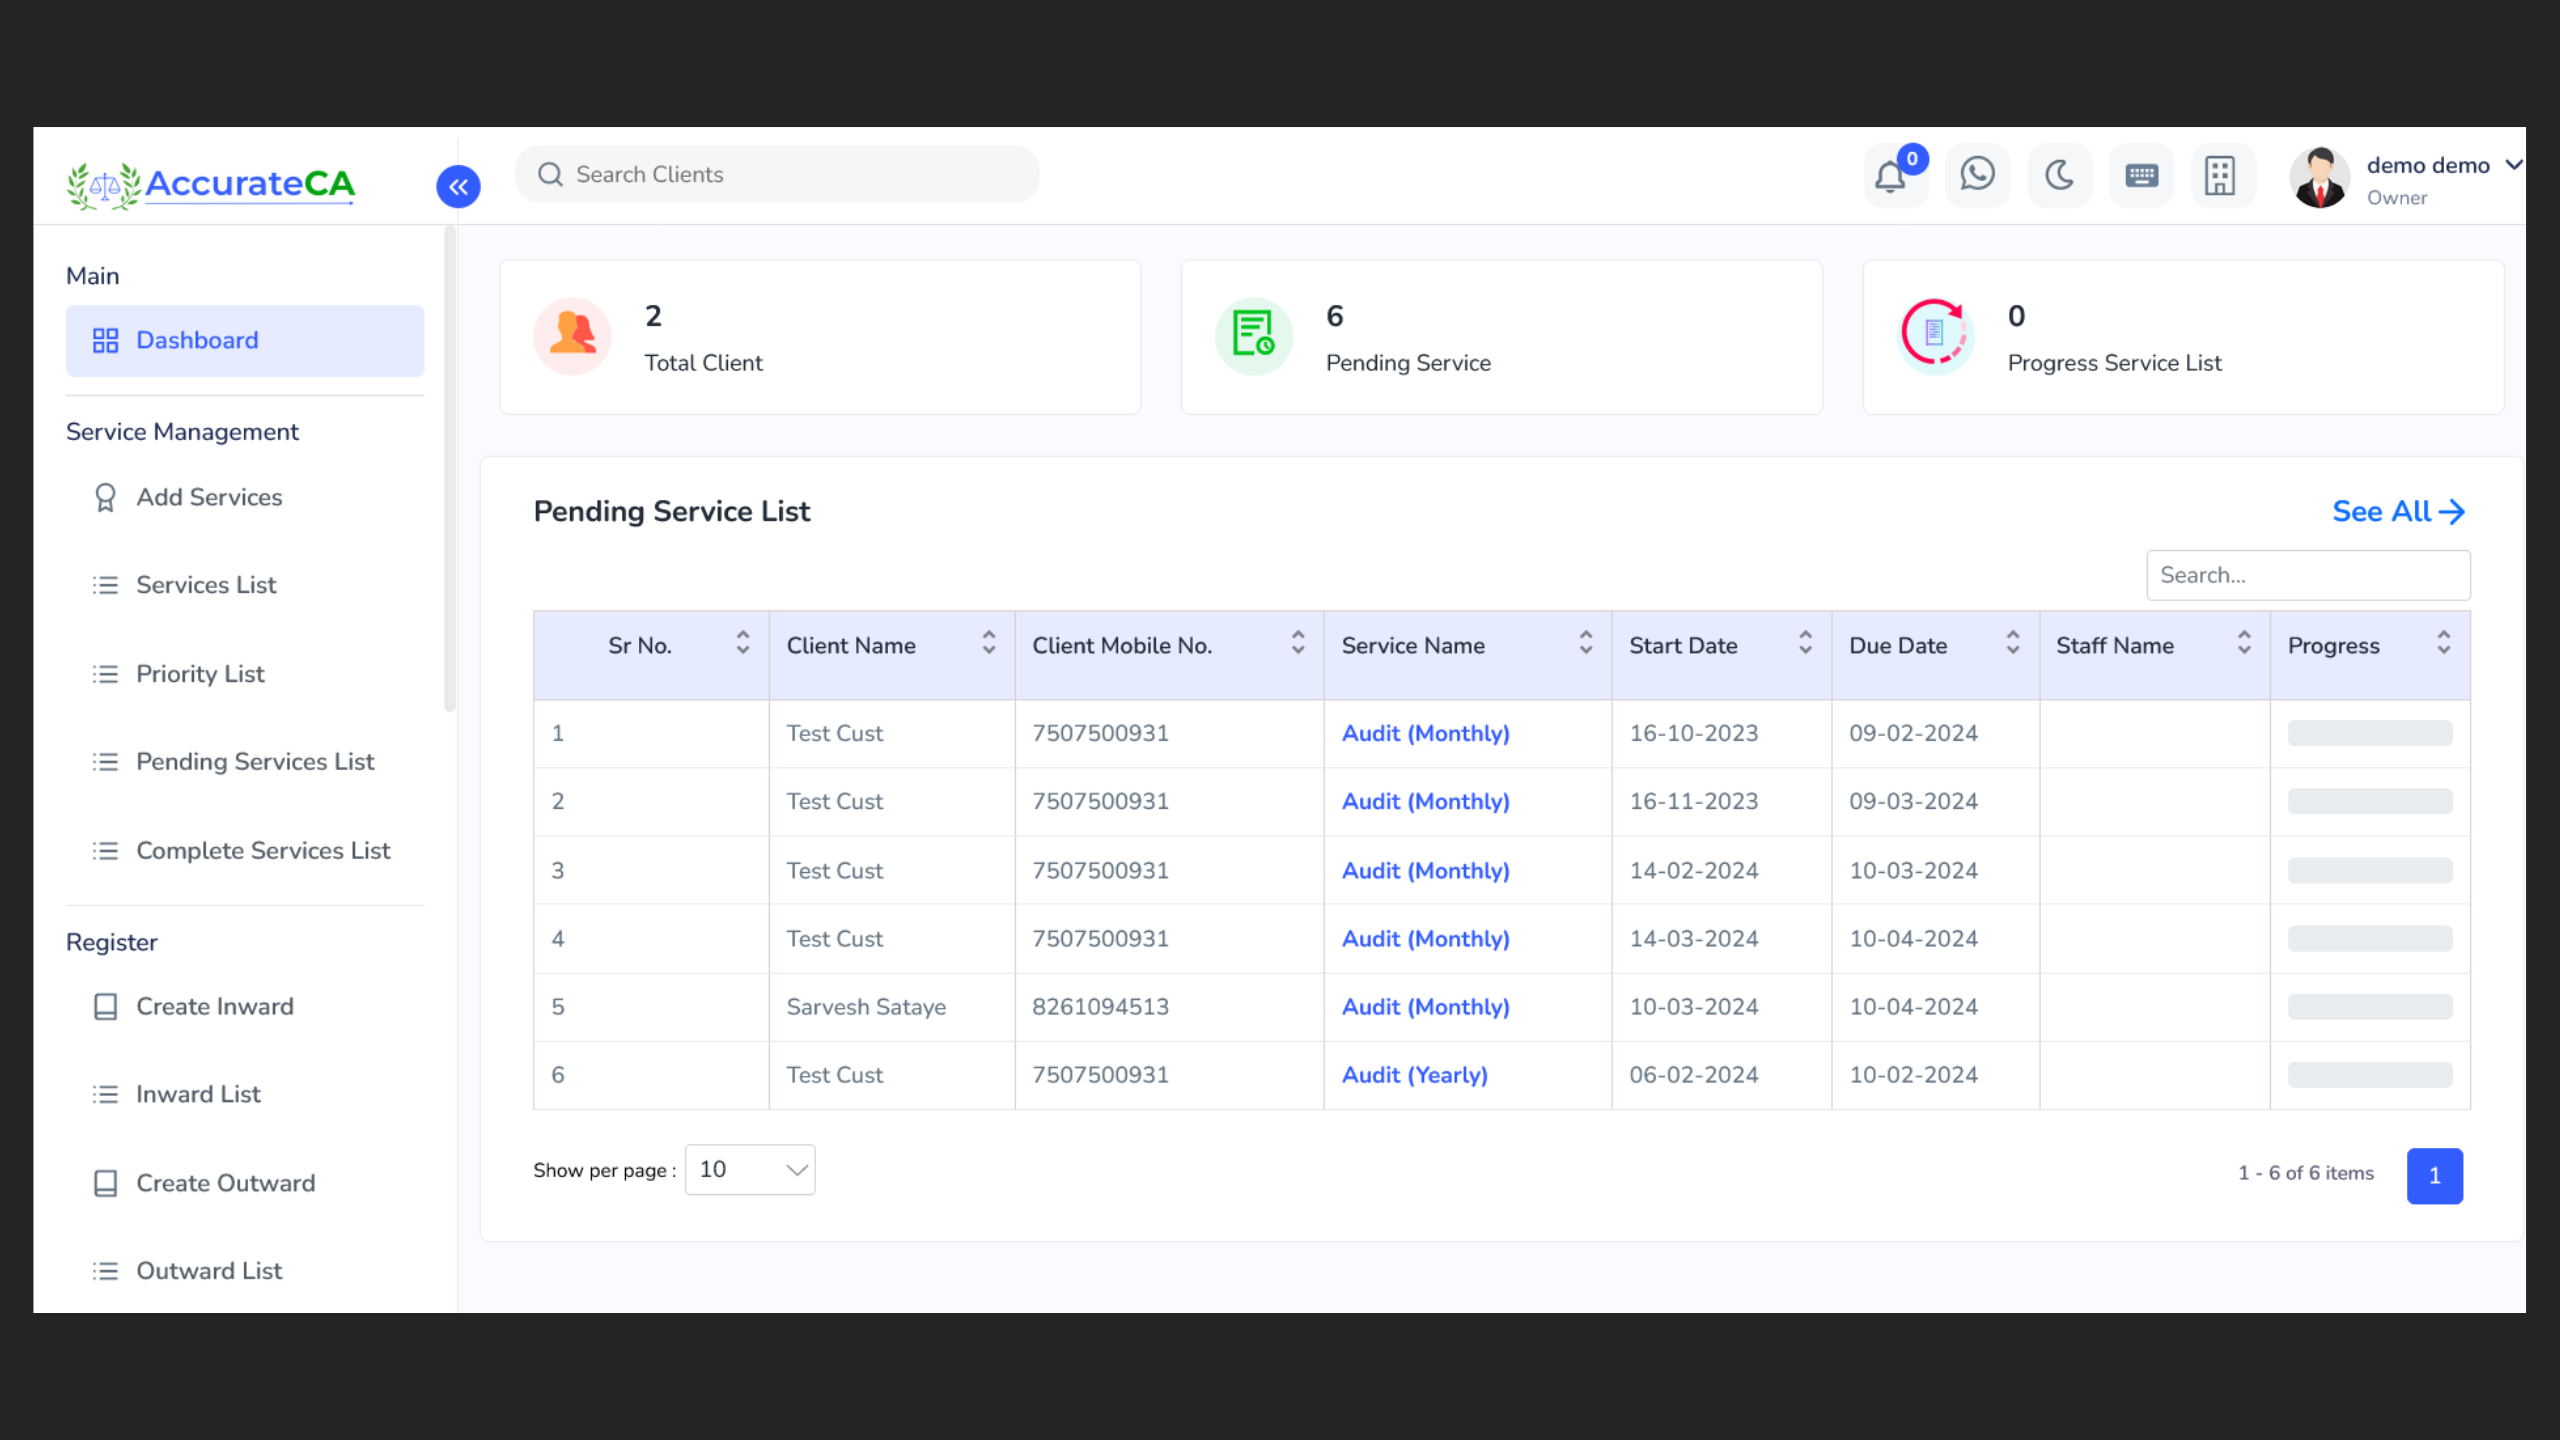 AccurateCA
Search Clients
0
demo demo
Owner
Main
Dashboard
Service Management
Add Services
Services List
Priority List
Pending Services List
Complete Services List
Register
Create Inward
Inward List
Create Outward
Outward List
2
Total Client
6
Pending Service
0
Progress Service List
Pending Service List
See All
Search...
Sr No. Client Name Client Mobile No. Service Name Start Date Due Date Staff Name Progress
1 Test Cust 7507500931 Audit (Monthly) 16-10-2023 09-02-2024
2 Test Cust 7507500931 Audit (Monthly) 16-11-2023 09-03-2024
3 Test Cust 7507500931 Audit (Monthly) 14-02-2024 10-03-2024
4 Test Cust 7507500931 Audit (Monthly) 14-03-2024 10-04-2024
5 Sarvesh Sataye 8261094513 Audit (Monthly) 10-03-2024 10-04-2024
6 Test Cust 7507500931 Audit (Yearly) 06-02-2024 10-02-2024
Show per page : 10
1 - 6 of 6 items 1